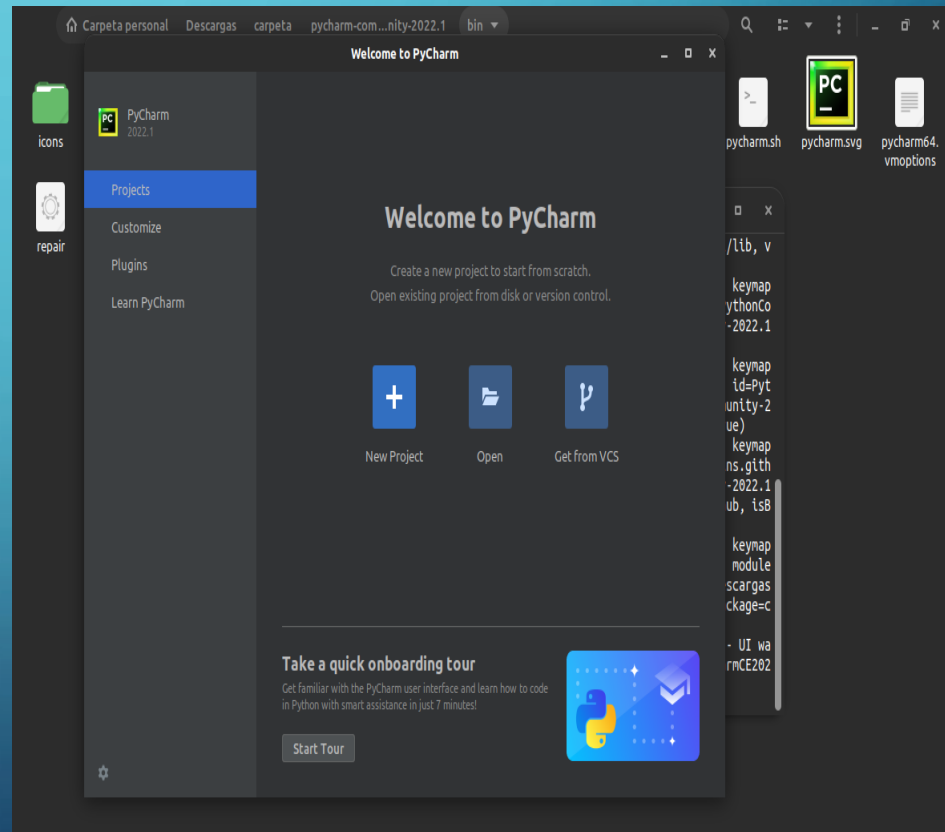 Carpeta personal Descargas carpeta pycharm-com...nity-2022.1 bin
Welcome to PyCharm
PC
PyCharm
2022.1
Projects
Customize
Plugins
Learn PyCharm
Welcome to PyCharm
Create a new project to start from scratch.
Open existing project from disk or version control.
New Project Open Get from VCS
Take a quick onboarding tour
Get familiar with the PyCharm user interface and learn how to code
in Python with smart assistance in just 7 minutes!
Start Tour
icons
repair
>_
PC
pycharm.sh pycharm.svg pycharm64.
vmoptions
/lib, v
keymap
ythonCo
-2022.1
keymap
id=Pyt
unity-2
ue)
keymap
ns.gith
-2022.1
ub, isB
keymap
module
scargas
ckage=c
- UI wa
rmCE202